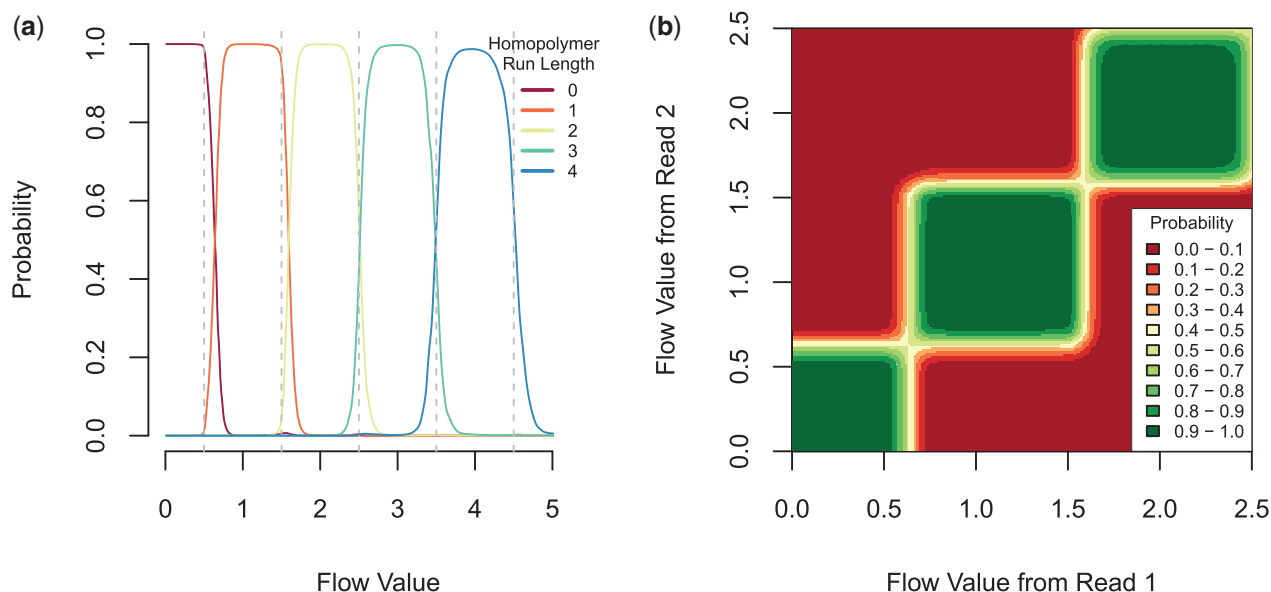 (a)
Homopolymer
Run Length
0
1
2
3
4
Probability
0.0
0.2
0.4
0.6
0.8
1.0
0 1 2 3 4 5
Flow Value
(b)
Flow Value from Read 2
0.0
0.5
1.0
1.5
2.0
2.5
Probability
0.0 − 0.1
0.1 − 0.2
0.2 − 0.3
0.3 − 0.4
0.4 − 0.5
0.5 − 0.6
0.6 − 0.7
0.7 − 0.8
0.8 − 0.9
0.9 − 1.0
0.0 0.5 1.0 1.5 2.0 2.5
Flow Value from Read 1